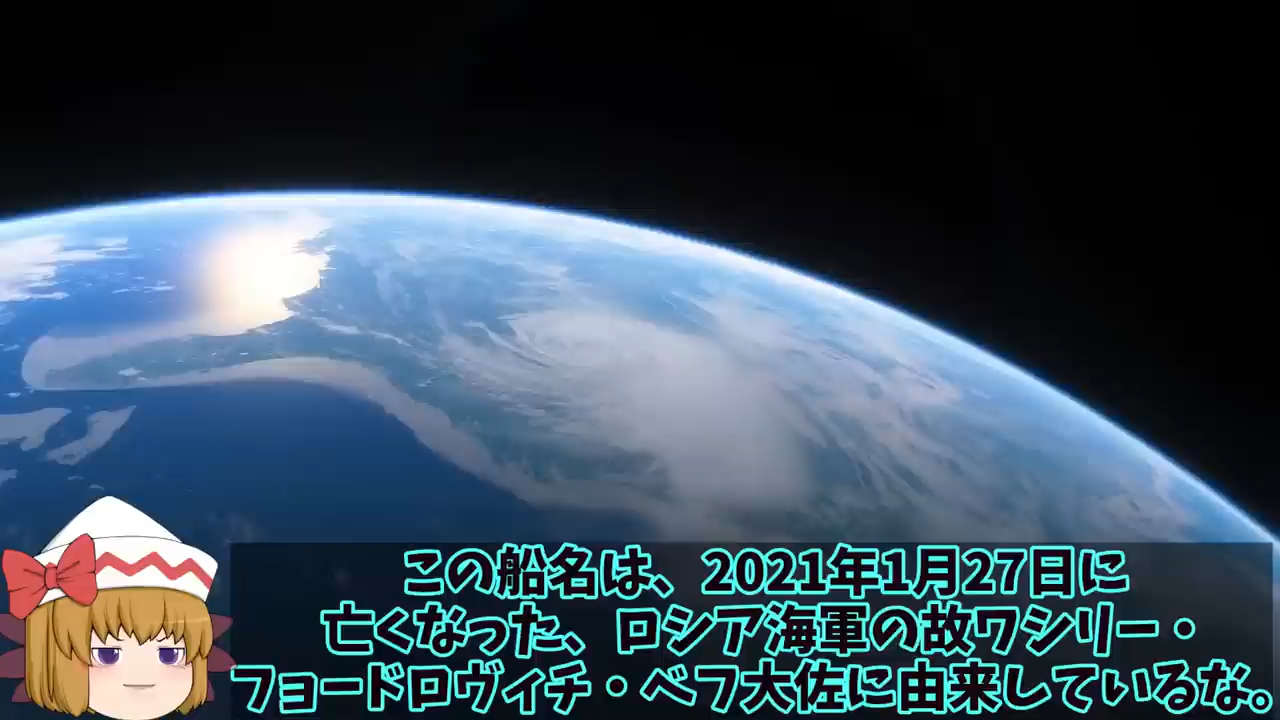 この船名は、2021年1月27日に
亡くなった、ロシア海軍の故ワシリー・
フョードロヴィチ・ベフ大佐に由来しているな。